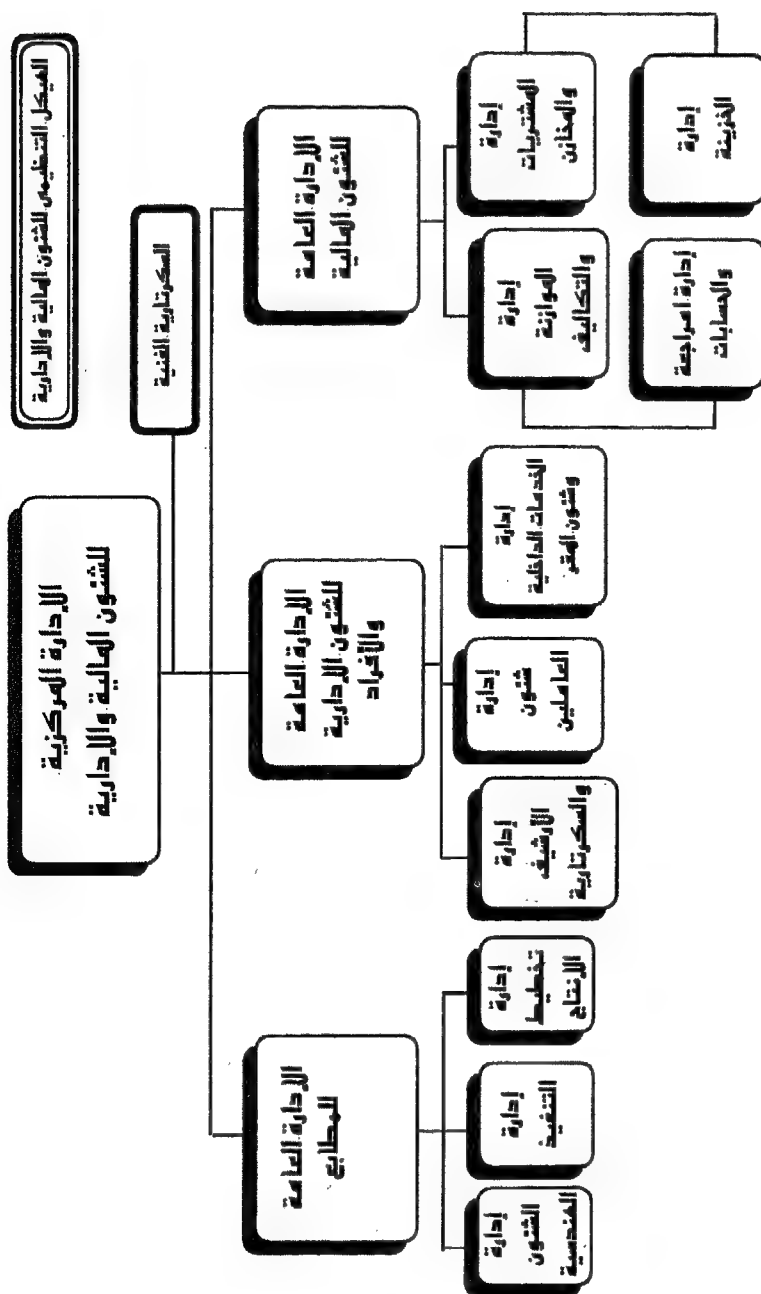 الهيكل التنظيمى للشئون المالية والإدارية
الإدارة المركزية
للشئون المالية والإدارية
السكرتارية الفنية
الإدارة العامة
للشئون المالية
الإدارة العامة
للشئون الإدارية
والأفراد
الإدارة العامة
للمطابع
إدارة
المشتريات
والمخازن
إدارة
الموازنة
والتكاليف
إدارة
الخزينة
إدارة المراجعة
والحسابات
إدارة
الخدمات الداخلية
وشئون المقر
إدارة
شئون
العاملين
إدارة
الأرشيف
والسكرتارية
إدارة
تخطيط
الإنتاج
إدارة
التنفيذ
إدارة
الشئون
الهندسية